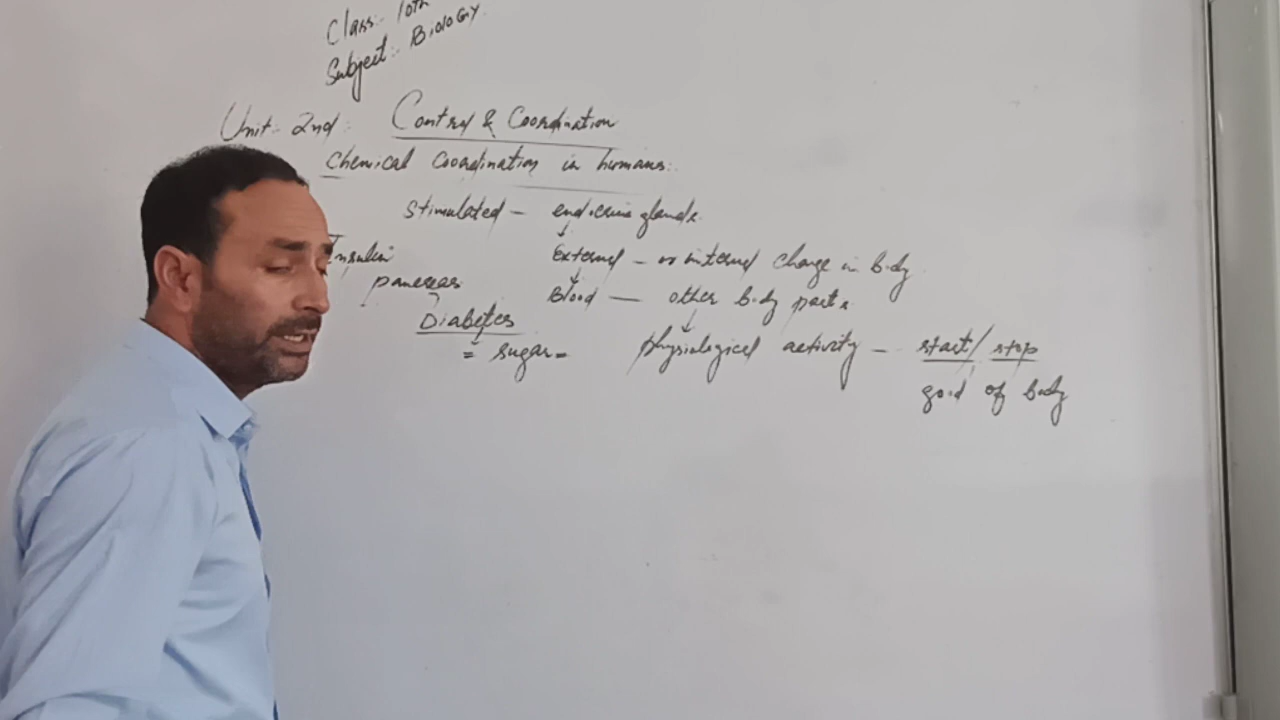 Class:- 10th
Subject:- Biology
Unit:- 2nd: Control & Coordination
Chemical Coordination in humans:
Stimulated - endocrine glands
External - or internal change in body
Blood - other body parts
physiological activity - start/stop
good of body
Insulin
pancreas
Diabetes
= sugar =